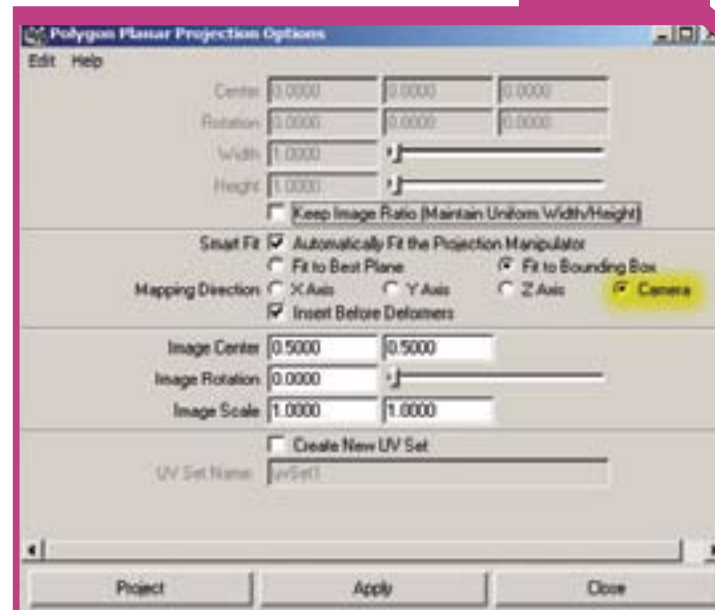 Polygon Planar Projection Options
Edit Help
Center 0.0000 0.0000 0.0000
Rotation 0.0000 0.0000 0.0000
Width 1.0000
Height 1.0000
Keep Image Ratio (Maintain Uniform Width/Height)
Smart Fit Automatically Fit the Projection Manipulator
Fit to Best Plane Fit to Bounding Box
Mapping Direction X Axis Y Axis Z Axis Camera
Insert Before Deformers
Image Center 0.5000 0.5000
Image Rotation 0.0000
Image Scale 1.0000 1.0000
Create New UV Set
UV Set Name: uvSet1
Project Apply Close